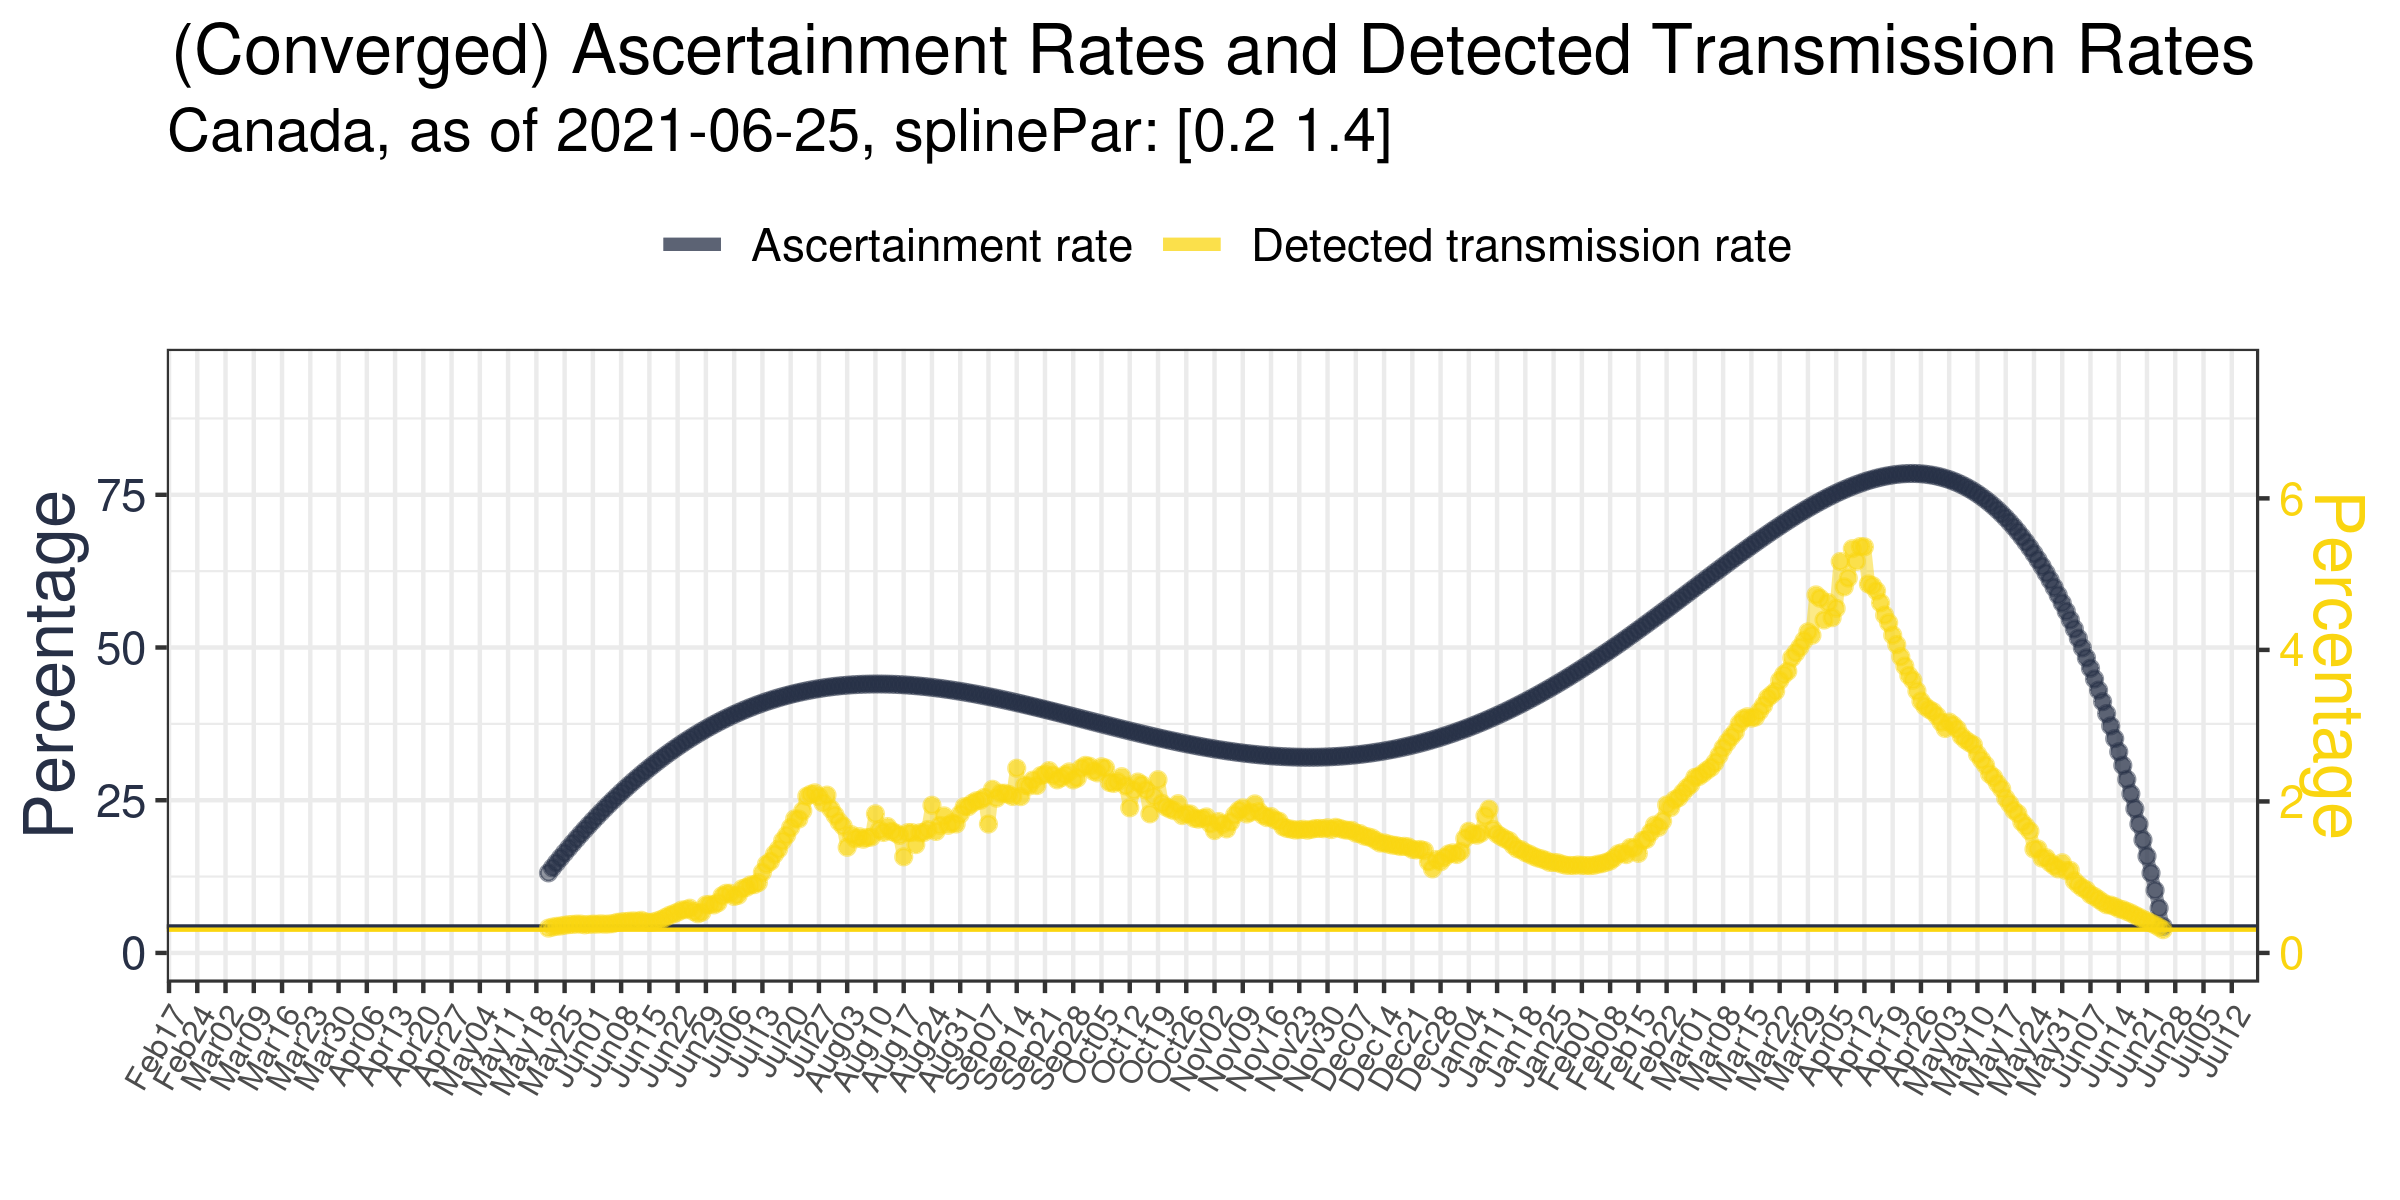 (Converged) Ascertainment Rates and Detected Transmission Rates
Canada, as of 2021-06-25, splinePar: [0.2 1.4]
Ascertainment rate
Detected transmission rate
Percentage
75
50
25
0
6
4
2
0
Percentage
Feb17
Feb24
Mar02
Mar09
Mar16
Mar23
Mar30
Apr06
Apr13
Apr20
Apr27
May04
May11
May18
May25
Jun01
Jun08
Jun15
Jun22
Jun29
Jul06
Jul13
Jul20
Jul27
Aug03
Aug10
Aug17
Aug24
Aug31
Sep07
Sep14
Sep21
Sep28
Oct05
Oct12
Oct19
Oct26
Nov02
Nov09
Nov16
Nov23
Nov30
Dec07
Dec14
Dec21
Dec28
Jan04
Jan11
Jan18
Jan25
Feb01
Feb08
Feb15
Feb22
Mar01
Mar08
Mar15
Mar22
Mar29
Apr05
Apr12
Apr19
Apr26
May03
May10
May17
May24
May31
Jun07
Jun14
Jun21
Jun28
Jul05
Jul12